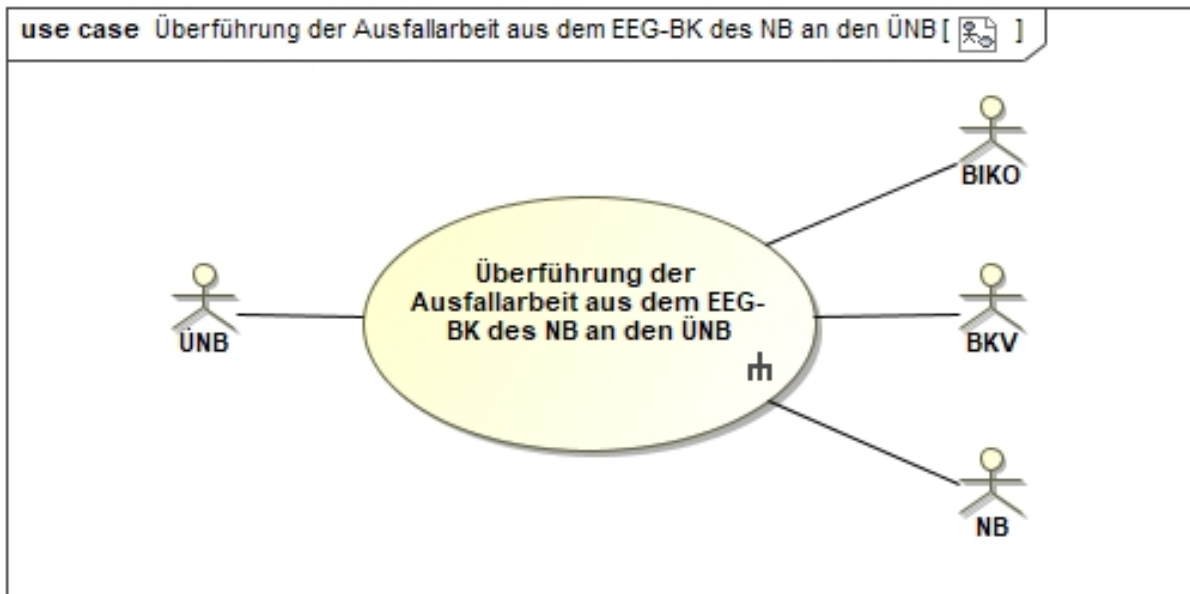 use case Überführung der Ausfallarbeit aus dem EEG-BK des NB an den ÜNB [ ]
BIKO
Überführung der
Ausfallarbeit aus dem EEG-
BK des NB an den ÜNB
ÜNB
BKV
NB